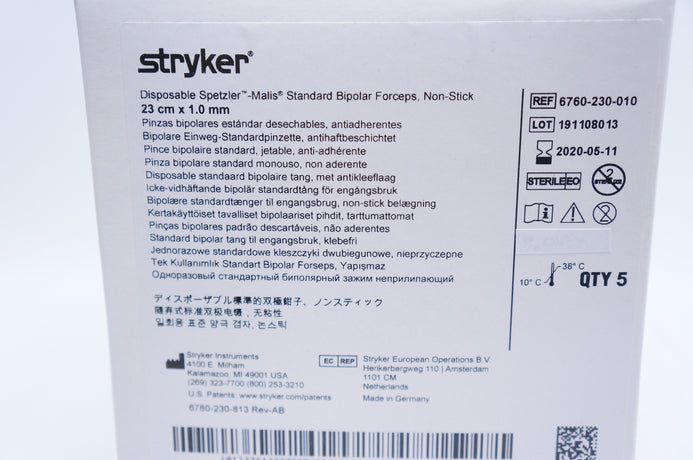 stryker®
Disposable Spetzler™-Malis® Standard Bipolar Forceps, Non-Stick
23 cm x 1.0 mm
Pinzas bipolares estándar desechables, antiadherentes
Bipolare Einweg-Standardpinzette, antihaftbeschichtet
Pince bipolaire standard, jetable, anti-adhérente
Pinza bipolare standard monouso, non aderente
Disposable standaard bipolaire tang, met antikleeflaag
Icke-vidhäftande bipolär standardtång för engångsbruk
Bipolære standardtænger til engangsbrug, non-stick belægning
Kertakäyttöiset tavalliset bipolaariset pihdit, tarttumattomat
Pinças bipolares padrão descartáveis, não aderentes
Standard bipolar tang til engangsbruk, klebefri
Jednorazowe standardowe kleszczyki dwubiegunowe, nieprzyczepne
Tek Kullanımlık Standart Bipolar Forseps, Yapışmaz
Одноразовый стандартный биполярный зажим неприлипающий
ディスポーザブル標準的双極鉗子、ノンスティック
随弃式标准双极电镊，无粘性
일회용 표준 양극 겸자, 논스틱
REF 6760-230-010
LOT 191108013
2020-05-11
STERILE EO
2
STERILIZE
2
38° C
10° C
QTY 5
Stryker Instruments
4100 E. Milham
Kalamazoo, MI 49001 USA
(269) 323-7700 (800) 253-3210
U.S. Patents: www.stryker.com/patents
6760-230-813 Rev-AB
EC REP
Stryker European Operations B.V.
Herikerbergweg 110 | Amsterdam
1101 CM
Netherlands
Made in Germany